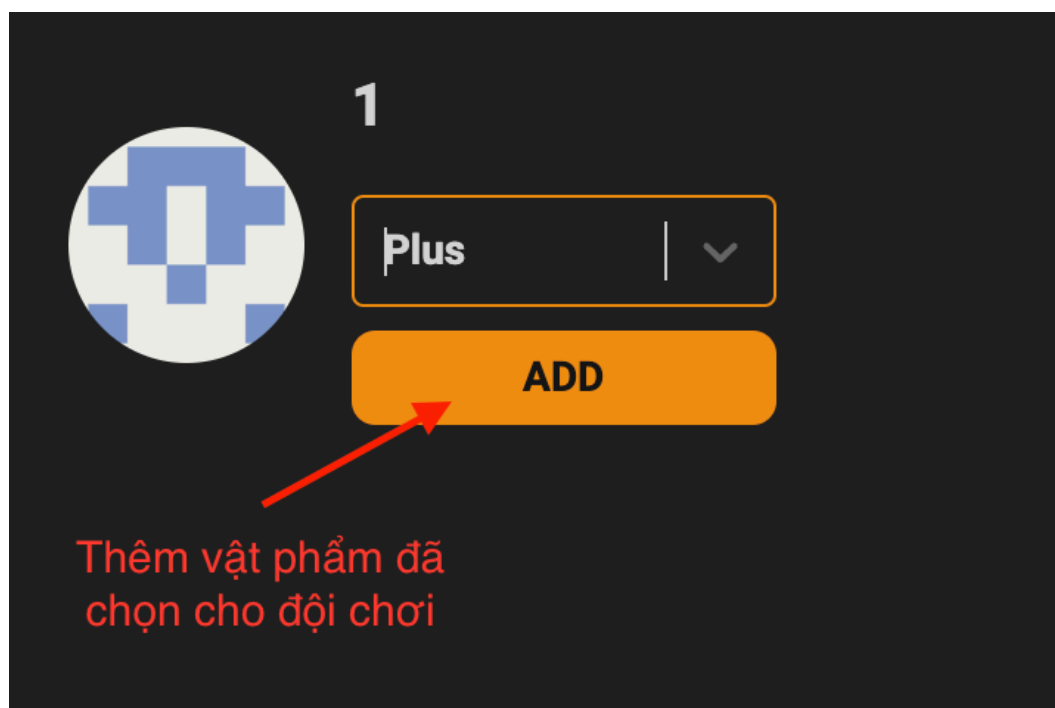 1
Plus
ADD
Thêm vật phẩm đã
chọn cho đội chơi